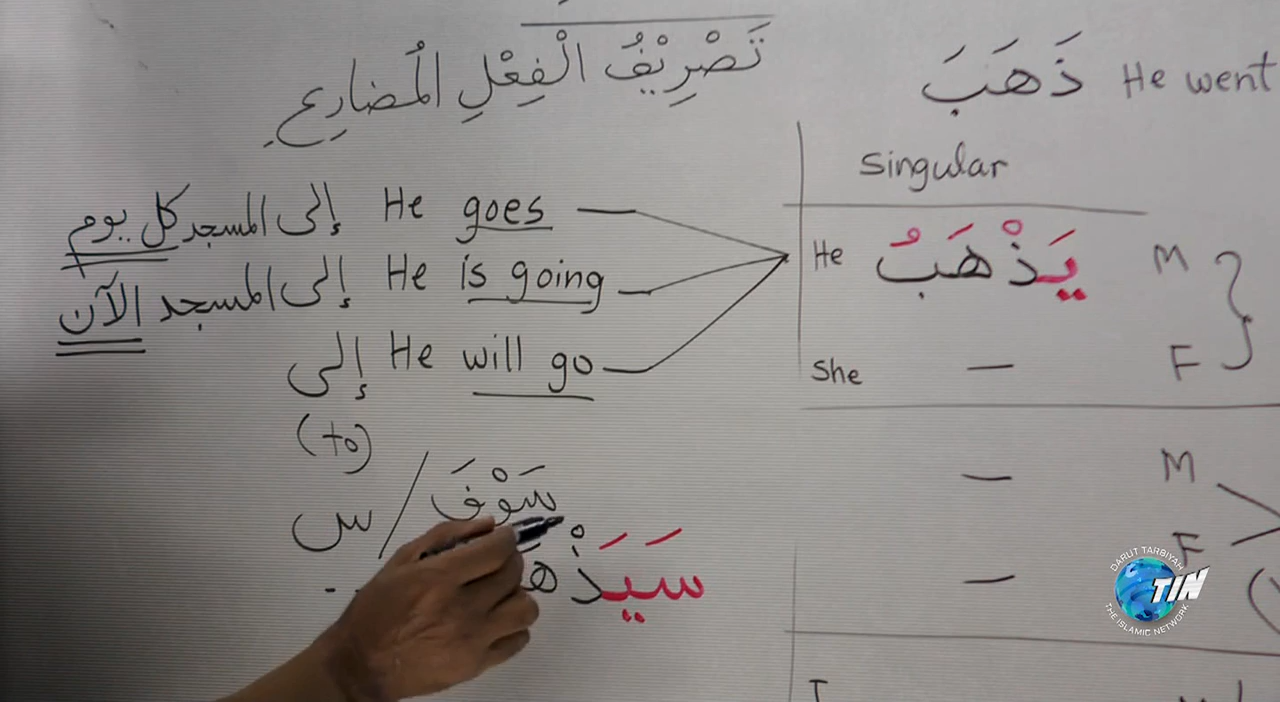 تَصْرِيْفُ الْفِعْلِ الْمُضَارِعِ
ذَهَبَ He went
Singular
He goes إلى المسجد كل يوم
He يَذْهَبُ M
He is going إلى المسجد الآن
He will go إلى
She — F
(to)
— M
سَوْفَ / س
سَيَذْهَ
— F
I
DARUT TARBIYAH
TIN
THE ISLAMIC NETWORK